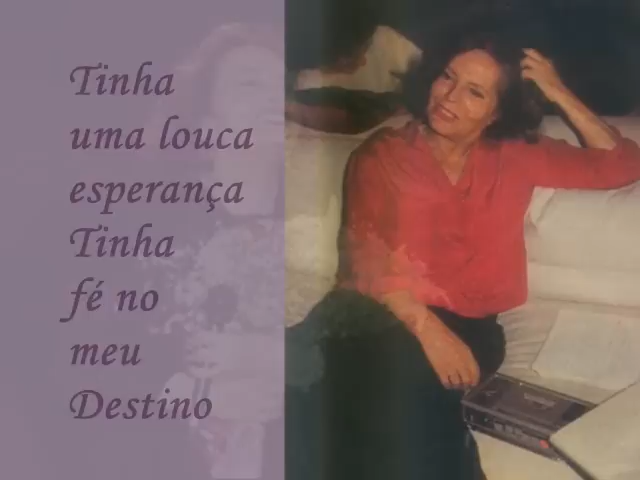 Tinha
uma louca
esperança
Tinha
fé no
meu
Destino